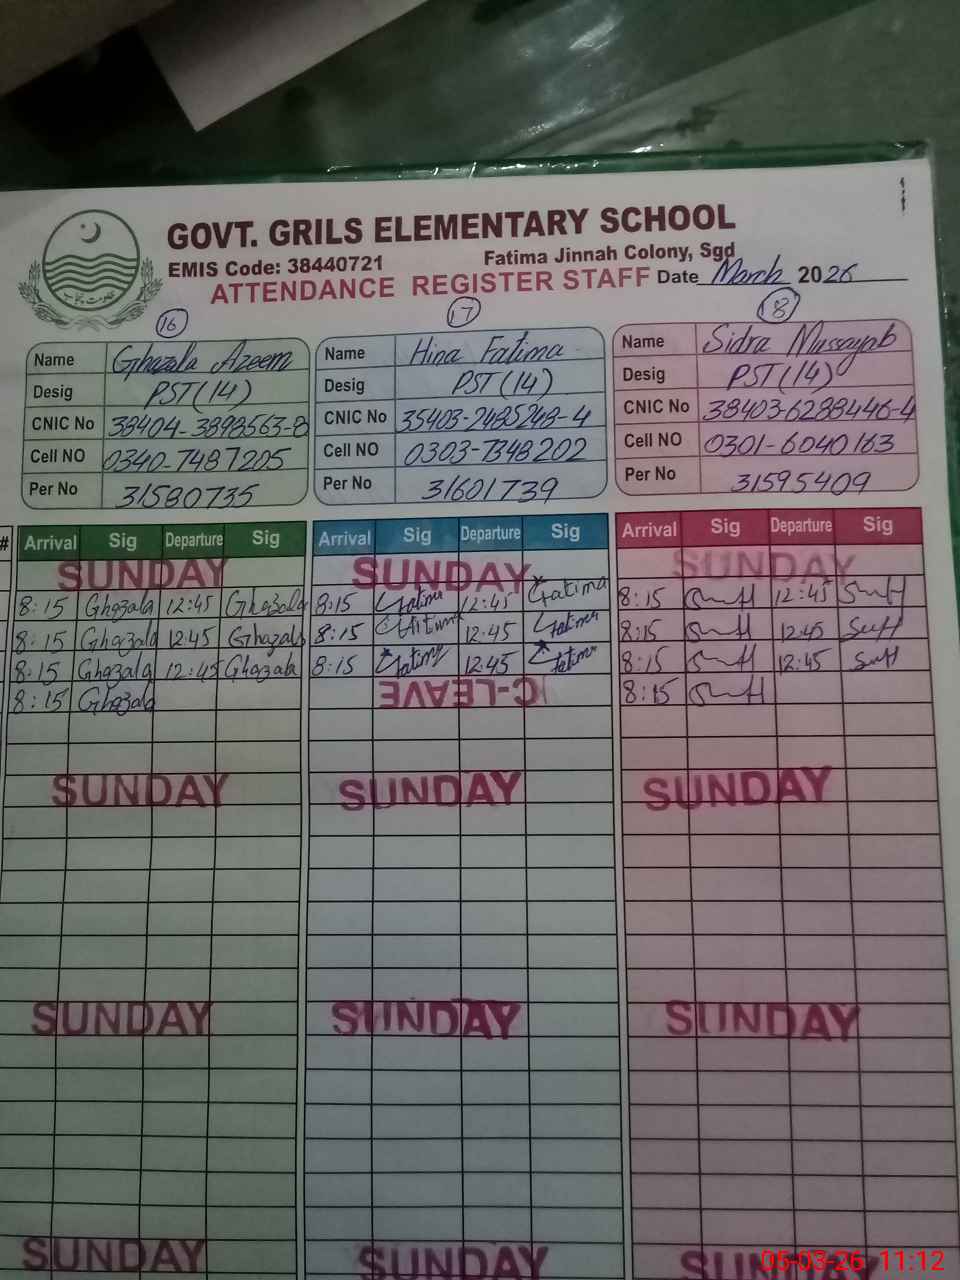 GOVT. GRILS ELEMENTARY SCHOOL
EMIS Code: 38440721 Fatima Jinnah Colony, Sgd
ATTENDANCE REGISTER STAFF Date March 2026
حکومت پنجاب
16 17 18
Name Ghazala Azeem Name Hina Fatima Name Sidra Mussayab
Desig PST(14) Desig PST(14) Desig PST(14)
CNIC No 38404-3898563-8 CNIC No 35403-2485248-4 CNIC No 38403-6288446-4
Cell NO 0340-7487205 Cell NO 0303-7348202 Cell NO 0301-6040163
Per No 31580735 Per No 31601739 Per No 31595409
# Arrival Sig Departure Sig Arrival Sig Departure Sig Arrival Sig Departure Sig
SUNDAY SUNDAY SUNDAY
8:15 Ghazala 12:45 Ghazala 8:15 Fatima 12:45 Fatima 8:15 12:45
8:15 Ghazala 12:45 Ghazala 8:15 Fatima 12:45 Fatima 8:15 12:45
8:15 Ghazala 12:45 Ghazala 8:15 Fatima 12:45 Fatima 8:15 12:45
8:15 Ghazala C-LEAVE 8:15
SUNDAY SUNDAY SUNDAY
SUNDAY SUNDAY SUNDAY
SUNDAY SUNDAY SUNDAY
05-03-26 11:12